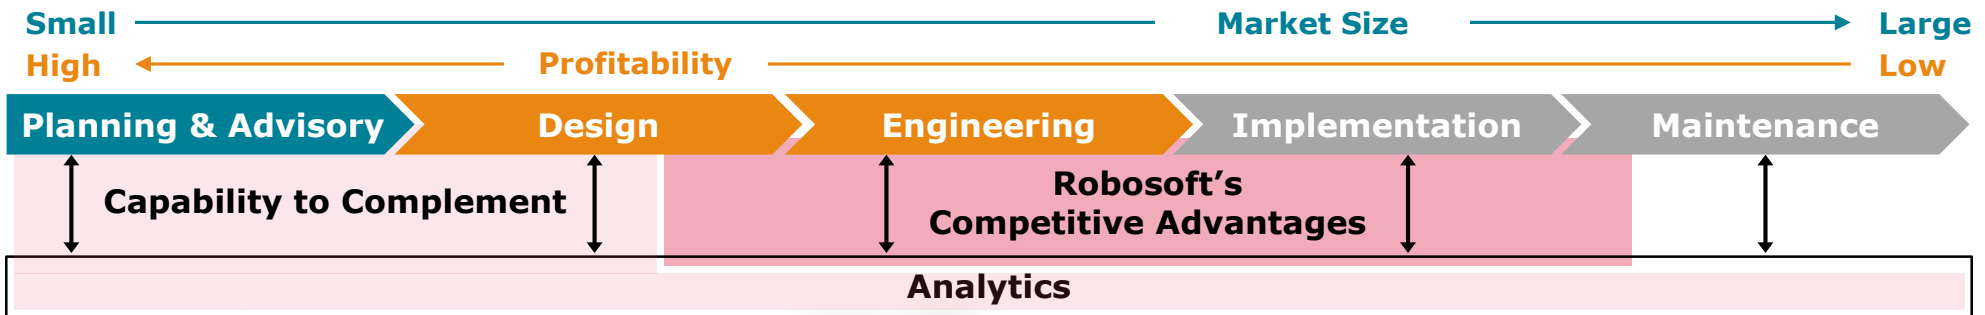 Small Market Size Large
High Profitability Low
Planning & Advisory Design Engineering Implementation Maintenance
Capability to Complement
Robosoft’s
Competitive Advantages
Analytics